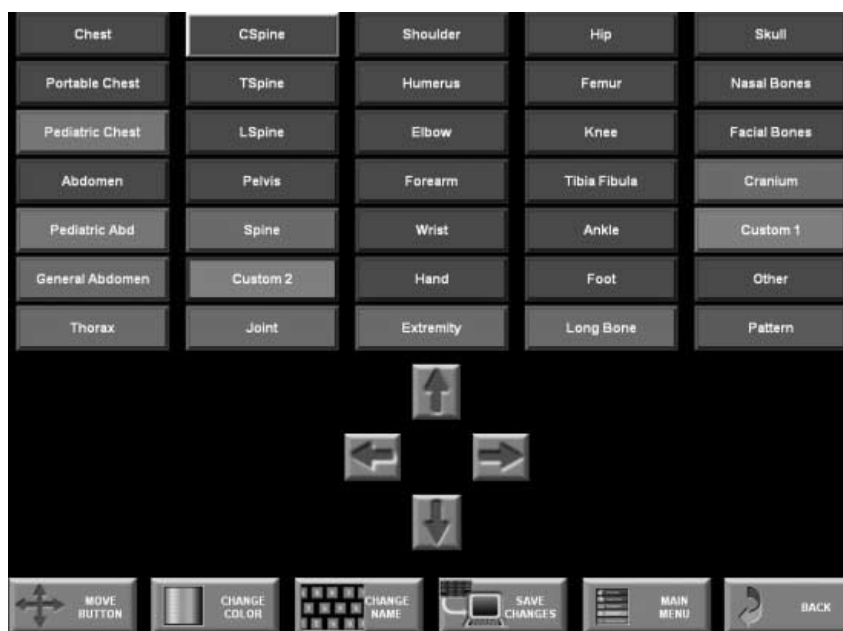 Chest CSpine Shoulder Hip Skull
Portable Chest TSpine Humerus Femur Nasal Bones
Pediatric Chest LSpine Elbow Knee Facial Bones
Abdomen Pelvis Forearm Tibia Fibula Cranium
Pediatric Abd Spine Wrist Ankle Custom 1
General Abdomen Custom 2 Hand Foot Other
Thorax Joint Extremity Long Bone Pattern
MOVE BUTTON
CHANGE COLOR
CHANGE NAME
SAVE CHANGES
MAIN MENU
BACK